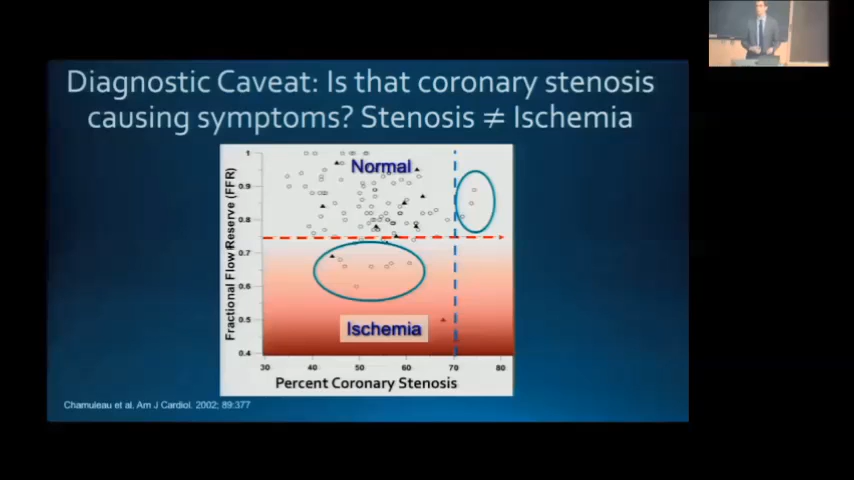 Diagnostic Caveat: Is that coronary stenosis
causing symptoms? Stenosis ≠ Ischemia
Normal
Ischemia
Fractional Flow Reserve (FFR)
1
0.9
0.8
0.7
0.6
0.5
0.4
30 40 50 60 70 80
Percent Coronary Stenosis
Chamuleau et al. Am J Cardiol. 2002; 89:377